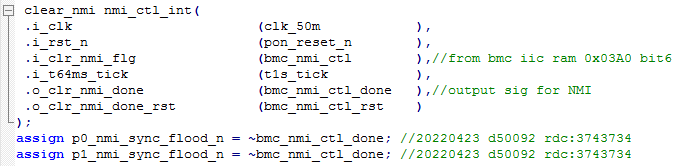 clear_nmi nmi_ctl_int(
.i_clk (clk_50m ),
.i_rst_n (pon_reset_n ),
.i_clr_nmi_flg (bmc_nmi_ctl ),//from bmc iic ram 0x03A0 bit6
.i_t64ms_tick (t1s_tick ),
.o_clr_nmi_done (bmc_nmi_ctl_done ),//output sig for NMI
.o_clr_nmi_done_rst (bmc_nmi_ctl_rst )
);
assign p0_nmi_sync_flood_n = ~bmc_nmi_ctl_done; //20220423 d50092 rdc:3743734
assign p1_nmi_sync_flood_n = ~bmc_nmi_ctl_done; //20220423 d50092 rdc:3743734